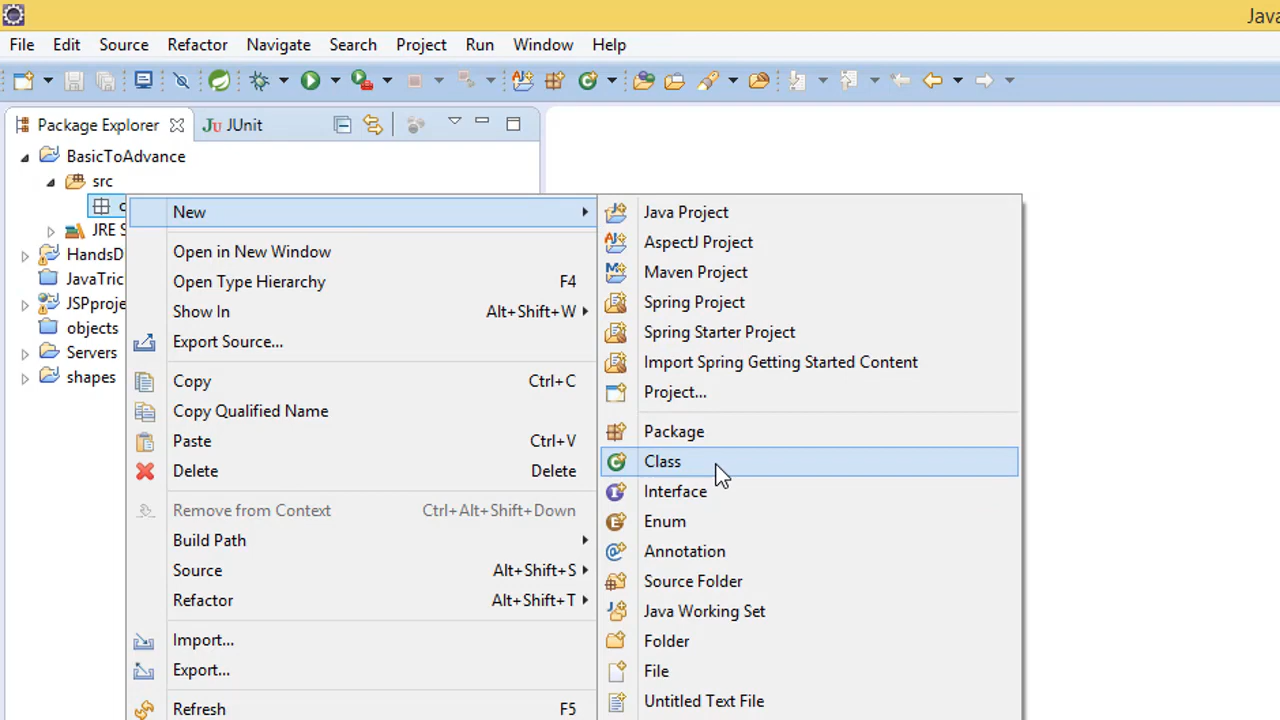 Java
File Edit Source Refactor Navigate Search Project Run Window Help
Package Explorer JUnit
BasicToAdvance
src
New
Open in New Window
Open Type Hierarchy F4
Show In Alt+Shift+W
Export Source...
Copy Ctrl+C
Copy Qualified Name
Paste Ctrl+V
Delete Delete
Remove from Context Ctrl+Alt+Shift+Down
Build Path
Source Alt+Shift+S
Refactor Alt+Shift+T
Import...
Export...
Refresh F5
Java Project
AspectJ Project
Maven Project
Spring Project
Spring Starter Project
Import Spring Getting Started Content
Project...
Package
Class
Interface
Enum
Annotation
Source Folder
Java Working Set
Folder
File
Untitled Text File
JRE S
HandsD
JavaTric
JSPproje
objects
Servers
shapes